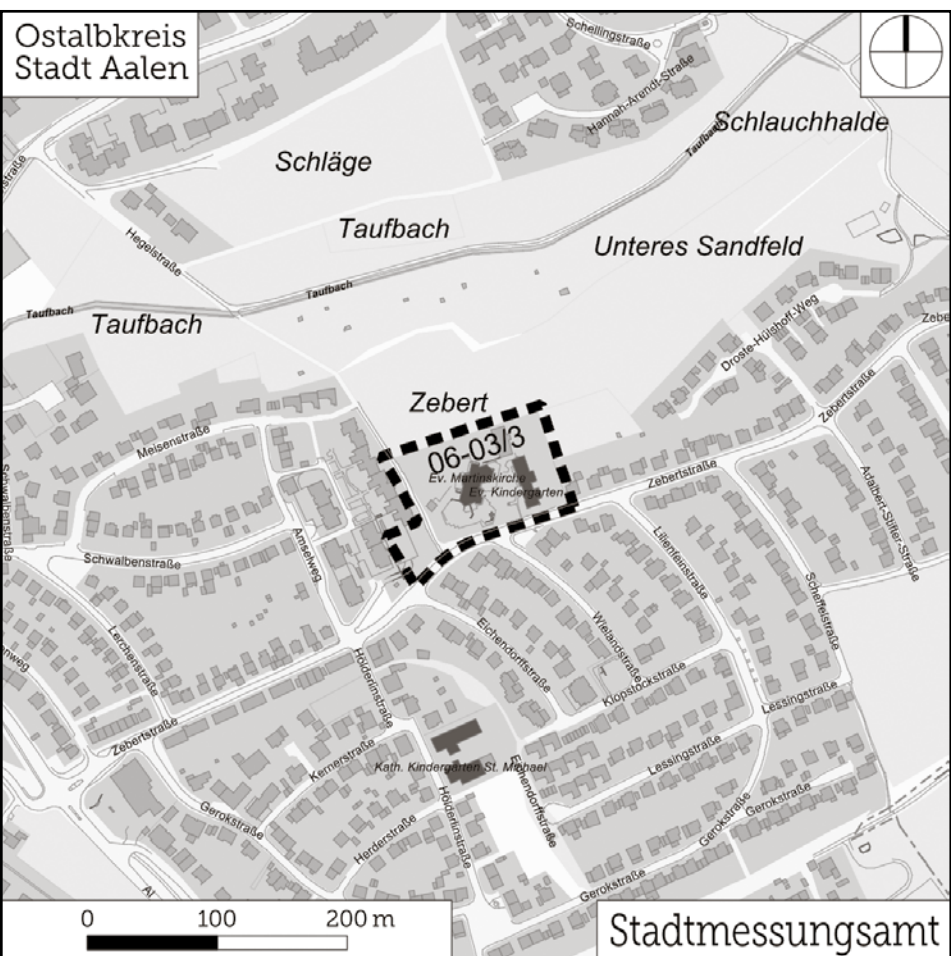 Ostalbkreis
Stadt Aalen
Schellingstraße
Hannah-Arendt-Straße
Schlauchhalde
Taufbach
Schläge
Taufbach
Unteres Sandfeld
Hegelstraße
Taufbach
Taufbach
Taufbach
Droste-Hülshoff-Weg
Zebe
Zebert
06-03/3
Ev. Martinskirche
Ev. Kindergarten
Meisenstraße
Zebertstraße
Zebertstraße
Adalbert-Stifter-Straße
Schwalbenstraße
Schwalbenstraße
Amselweg
Lilienfeinstraße
Scheffelstraße
Lerchenstraße
Eichendorffstraße
Wielandstraße
Klopstockstraße
Lessingstraße
Hölderlinstraße
Zebertstraße
Kernerstraße
Kath. Kindergarten St. Michael
Eichendorffstraße
Lessingstraße
Gerokstraße
Herderstraße
Hölderlinstraße
Gerokstraße
Gerokstraße
Gerokstraße
0 100 200 m
Stadtmessungsamt